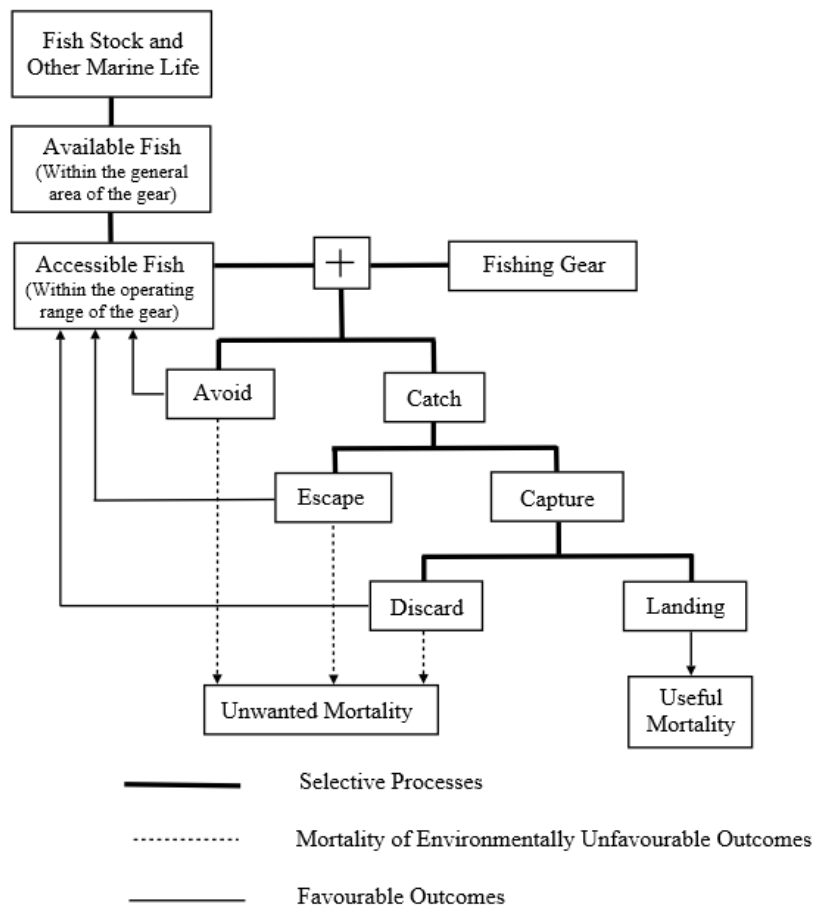 Fish Stock and
Other Marine Life
Available Fish
(Within the general
area of the gear)
Accessible Fish
(Within the operating
range of the gear)
+
Fishing Gear
Avoid
Catch
Escape
Capture
Discard
Landing
Unwanted Mortality
Useful
Mortality
Selective Processes
Mortality of Environmentally Unfavourable Outcomes
Favourable Outcomes